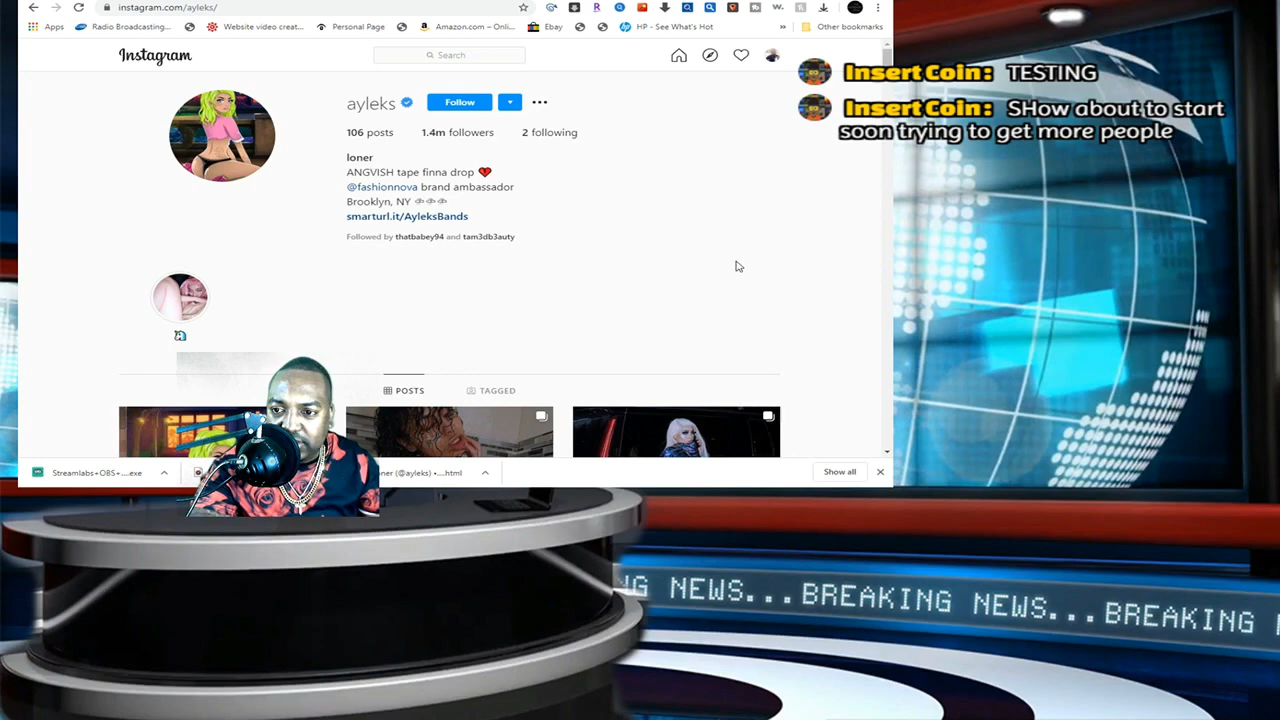 instagram.com/ayleks/
Apps Radio Broadcasting... Website video creat... Personal Page Amazon.com – Onli... Ebay HP - See What's Hot » Other bookmarks
Instagram Search
ayleks Follow
106 posts 1.4m followers 2 following
loner
ANGVISH tape finna drop
@fashionnova brand ambassador
Brooklyn, NY
smarturl.it/AyleksBands
Followed by thatbabey94 and tam3db3auty
POSTS TAGGED
Streamlabs+OBS+....exe ner (@ayleks) •....html Show all
Insert Coin: TESTING
Insert Coin: SHow about to start
soon trying to get more people
NG NEWS...BREAKING NEWS...BREAKING